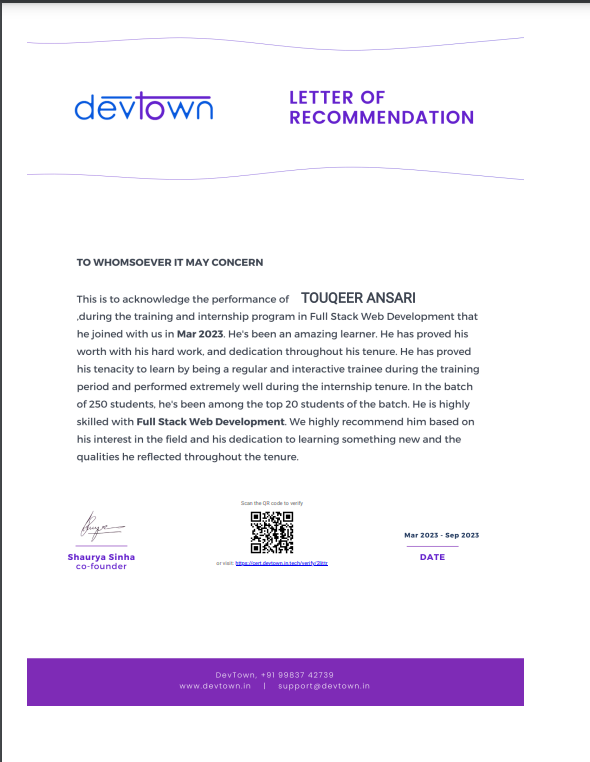 devtown
LETTER OF
RECOMMENDATION
TO WHOMSOEVER IT MAY CONCERN
This is to acknowledge the performance of TOUQEER ANSARI
,during the training and internship program in Full Stack Web Development that
he joined with us in Mar 2023. He's been an amazing learner. He has proved his
worth with his hard work, and dedication throughout his tenure. He has proved
his tenacity to learn by being a regular and interactive trainee during the training
period and performed extremely well during the internship tenure. In the batch
of 250 students, he's been among the top 20 students of the batch. He is highly
skilled with Full Stack Web Development. We highly recommend him based on
his interest in the field and his dedication to learning something new and the
qualities he reflected throughout the tenure.
Scan the QR code to verify
or visit:
Shaurya Sinha
co-founder
Mar 2023 - Sep 2023
DATE
DevTown, +91 99837 42739
www.devtown.in | support@devtown.in